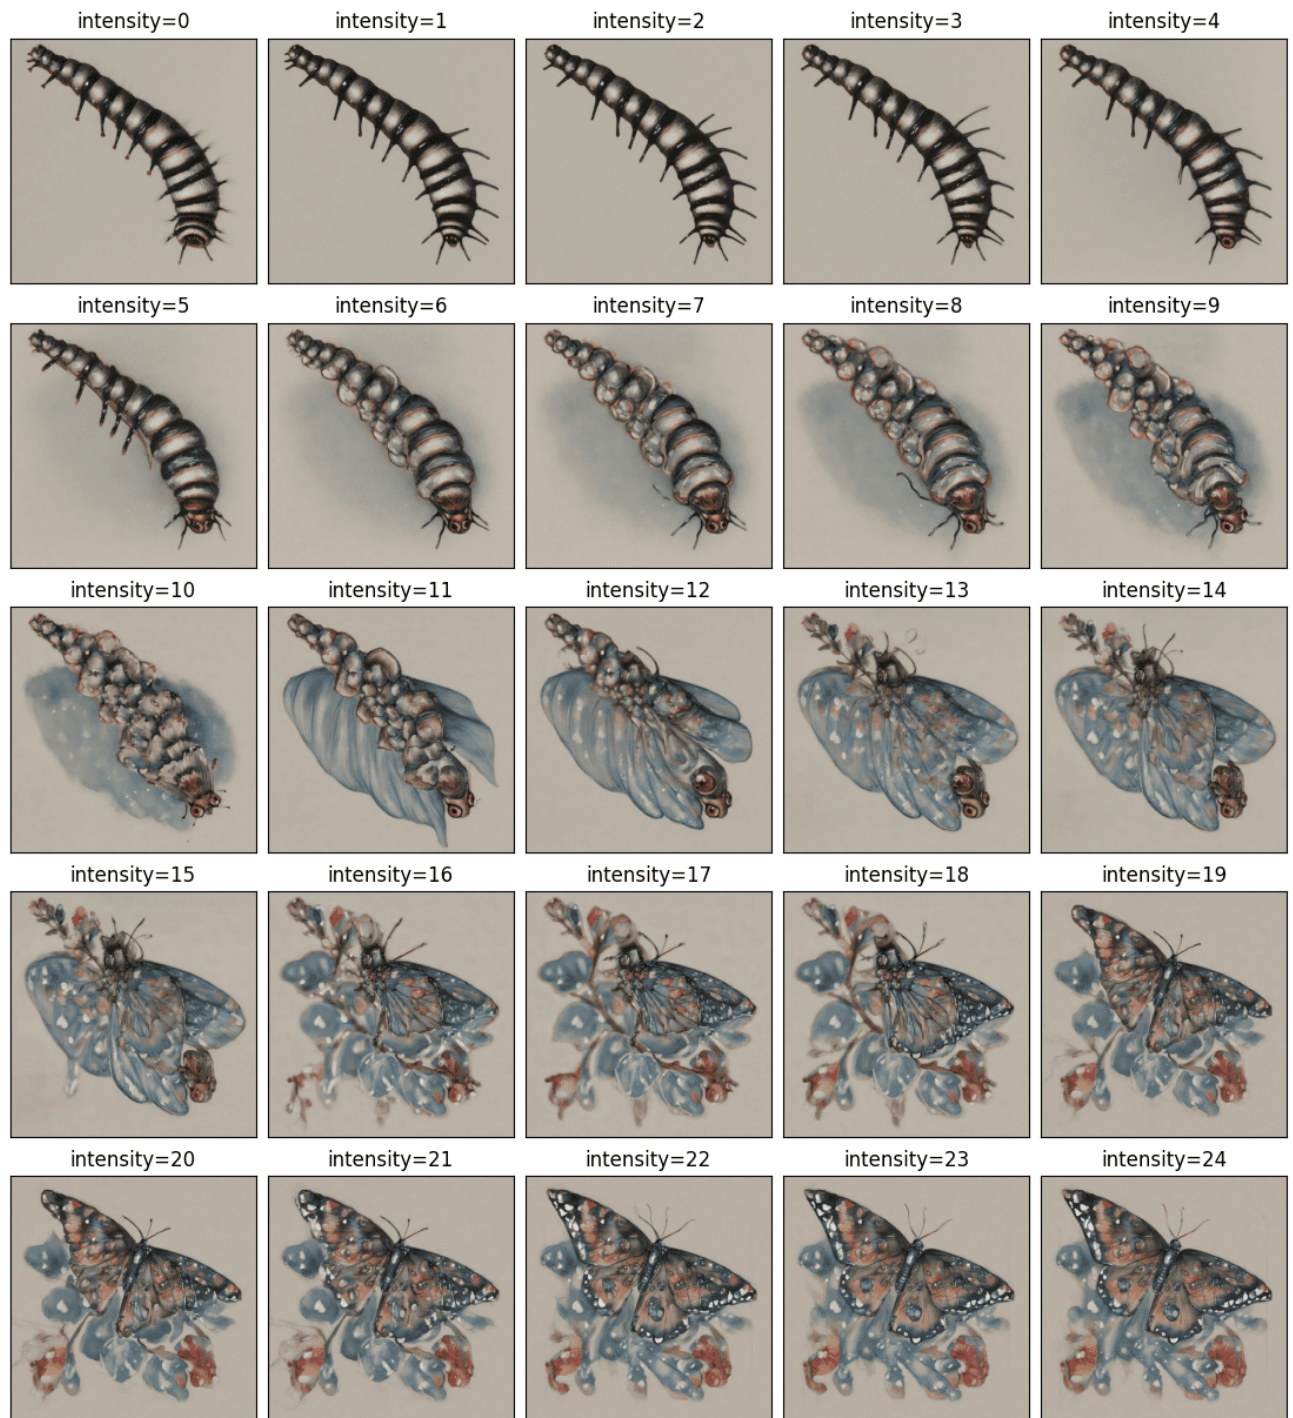 intensity=0 intensity=1 intensity=2 intensity=3 intensity=4
intensity=5 intensity=6 intensity=7 intensity=8 intensity=9
intensity=10 intensity=11 intensity=12 intensity=13 intensity=14
intensity=15 intensity=16 intensity=17 intensity=18 intensity=19
intensity=20 intensity=21 intensity=22 intensity=23 intensity=24